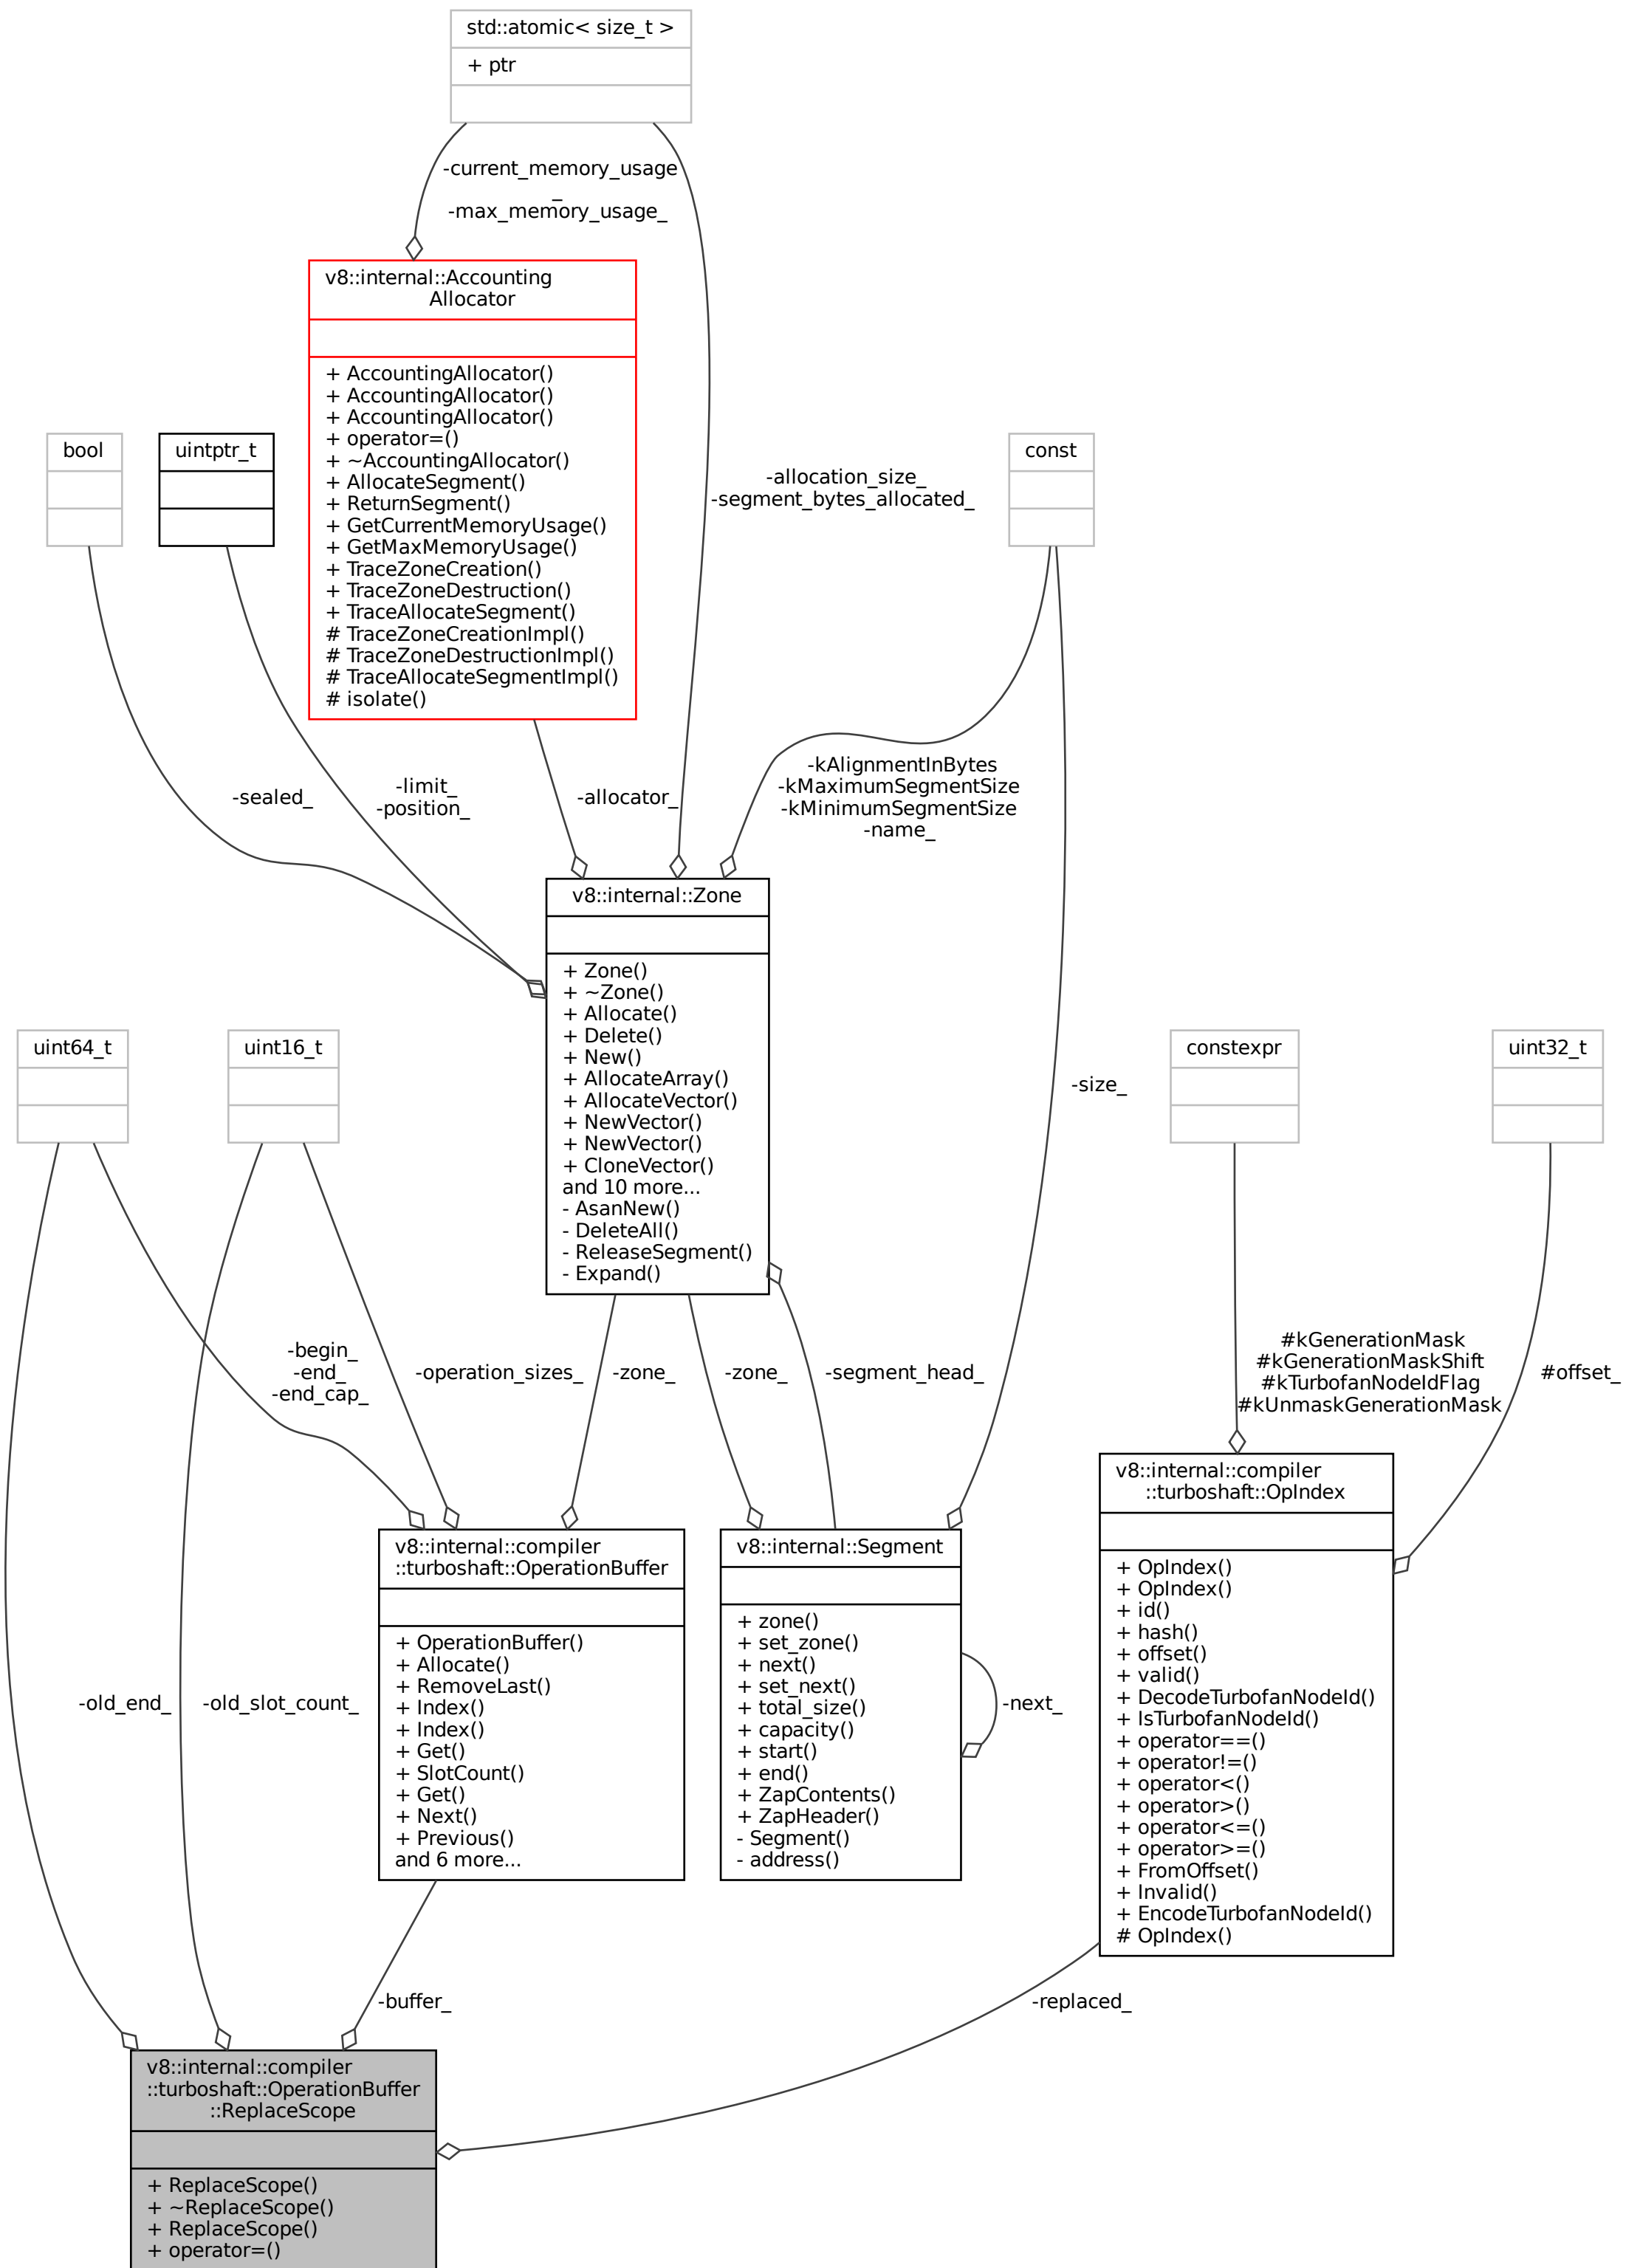 std::atomic< size_t >
+ ptr
-current_memory_usage
_
-max_memory_usage_
v8::internal::Accounting
Allocator
+ AccountingAllocator()
+ AccountingAllocator()
+ AccountingAllocator()
+ operator=()
+ ~AccountingAllocator()
+ AllocateSegment()
+ ReturnSegment()
+ GetCurrentMemoryUsage()
+ GetMaxMemoryUsage()
+ TraceZoneCreation()
+ TraceZoneDestruction()
+ TraceAllocateSegment()
# TraceZoneCreationImpl()
# TraceZoneDestructionImpl()
# TraceAllocateSegmentImpl()
# isolate()
bool
uintptr_t
-allocation_size_
-segment_bytes_allocated_
const
-sealed_
-limit_
-position_
-allocator_
-kAlignmentInBytes
-kMaximumSegmentSize
-kMinimumSegmentSize
-name_
v8::internal::Zone
+ Zone()
+ ~Zone()
+ Allocate()
+ Delete()
+ New()
+ AllocateArray()
+ AllocateVector()
+ NewVector()
+ NewVector()
+ CloneVector()
and 10 more...
- AsanNew()
- DeleteAll()
- ReleaseSegment()
- Expand()
uint64_t
uint16_t
-size_
constexpr
uint32_t
-begin_
-end_
-end_cap_
-operation_sizes_
-zone_
-zone_
-segment_head_
#kGenerationMask
#kGenerationMaskShift
#kTurbofanNodeIdFlag
#kUnmaskGenerationMask
#offset_
v8::internal::compiler
::turboshaft::OperationBuffer
+ OperationBuffer()
+ Allocate()
+ RemoveLast()
+ Index()
+ Index()
+ Get()
+ SlotCount()
+ Get()
+ Next()
+ Previous()
and 6 more...
v8::internal::Segment
+ zone()
+ set_zone()
+ next()
+ set_next()
+ total_size()
+ capacity()
+ start()
+ end()
+ ZapContents()
+ ZapHeader()
- Segment()
- address()
-next_
v8::internal::compiler
::turboshaft::OpIndex
+ OpIndex()
+ OpIndex()
+ id()
+ hash()
+ offset()
+ valid()
+ DecodeTurbofanNodeId()
+ IsTurbofanNodeId()
+ operator==()
+ operator!=()
+ operator<()
+ operator>()
+ operator<=()
+ operator>=()
+ FromOffset()
+ Invalid()
+ EncodeTurbofanNodeId()
# OpIndex()
-old_end_
-old_slot_count_
-buffer_
-replaced_
v8::internal::compiler
::turboshaft::OperationBuffer
::ReplaceScope
+ ReplaceScope()
+ ~ReplaceScope()
+ ReplaceScope()
+ operator=()